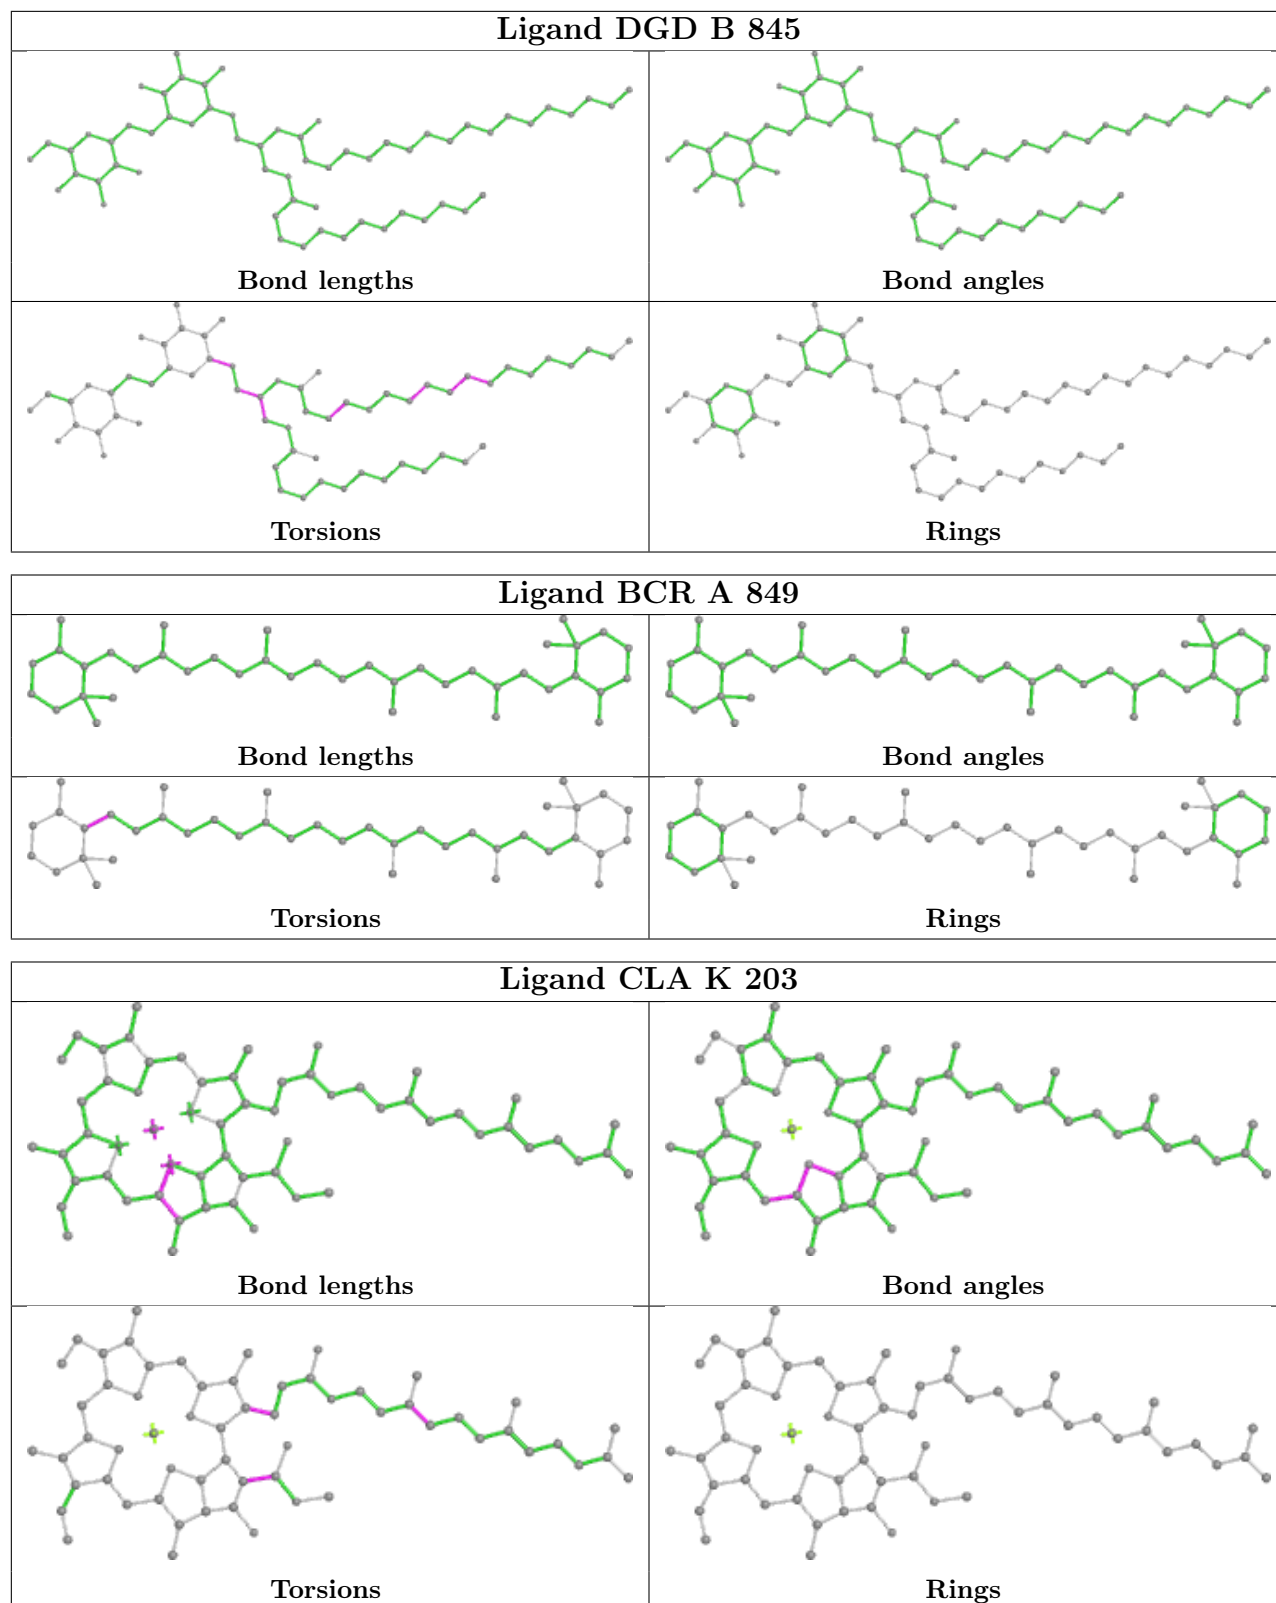 Ligand DGD B 845
Bond lengths
Bond angles
Torsions
Rings
Ligand BCR A 849
Bond lengths
Bond angles
Torsions
Rings
Ligand CLA K 203
Bond lengths
Bond angles
Torsions
Rings